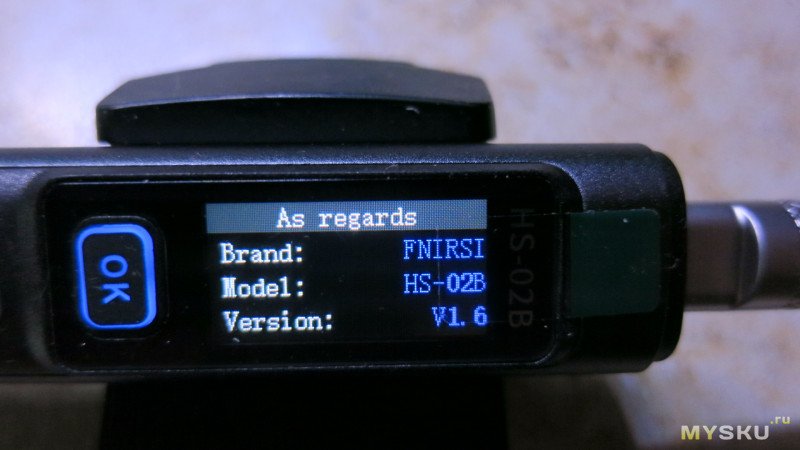 As regards
Brand: FNIRSI
Model: HS-02B
Version: V1.6
OK
HS-02B
MYSKU.ru